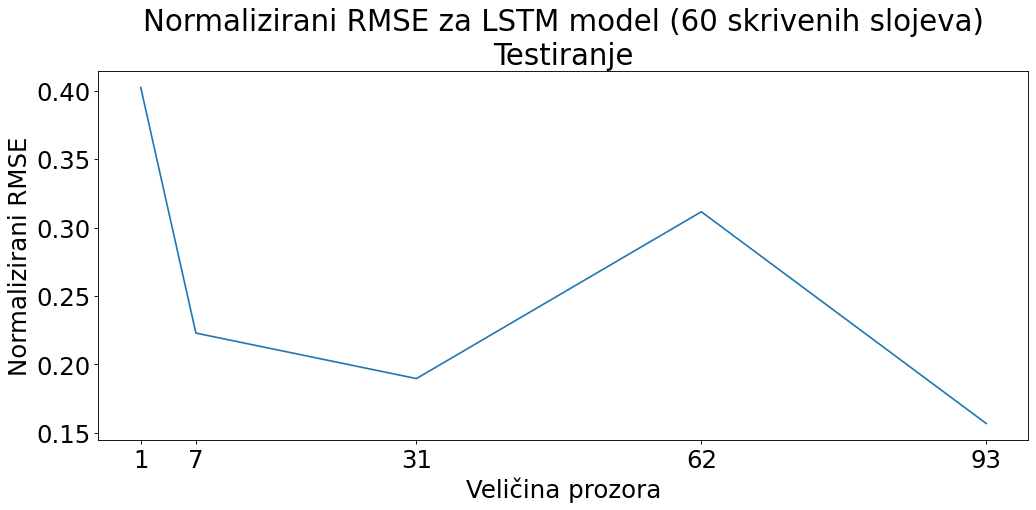 Normalizirani RMSE za LSTM model (60 skrivenih slojeva)
Testiranje
Normalizirani RMSE
0.40
0.35
0.30
0.25
0.20
0.15
1 7 31 62 93
Veličina prozora